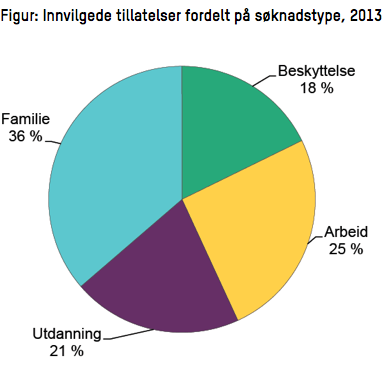 Figur: Innvilgede tillatelser fordelt på søknadstype, 2013
Beskyttelse
18 %
Familie
36 %
Arbeid
25 %
Utdanning
21 %